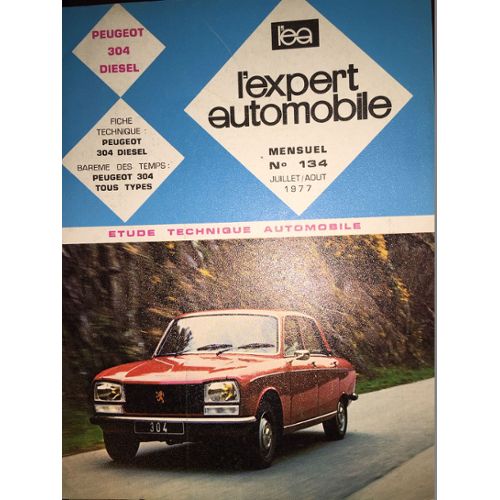 PEUGEOT
304
DIESEL
FICHE
TECHNIQUE :
PEUGEOT
304 DIESEL
BAREME DES TEMPS :
PEUGEOT 304
TOUS TYPES
l'ea
l'expert
automobile
MENSUEL
No 134
JUILLET/AOUT
1977
ETUDE TECHNIQUE AUTOMOBILE
304